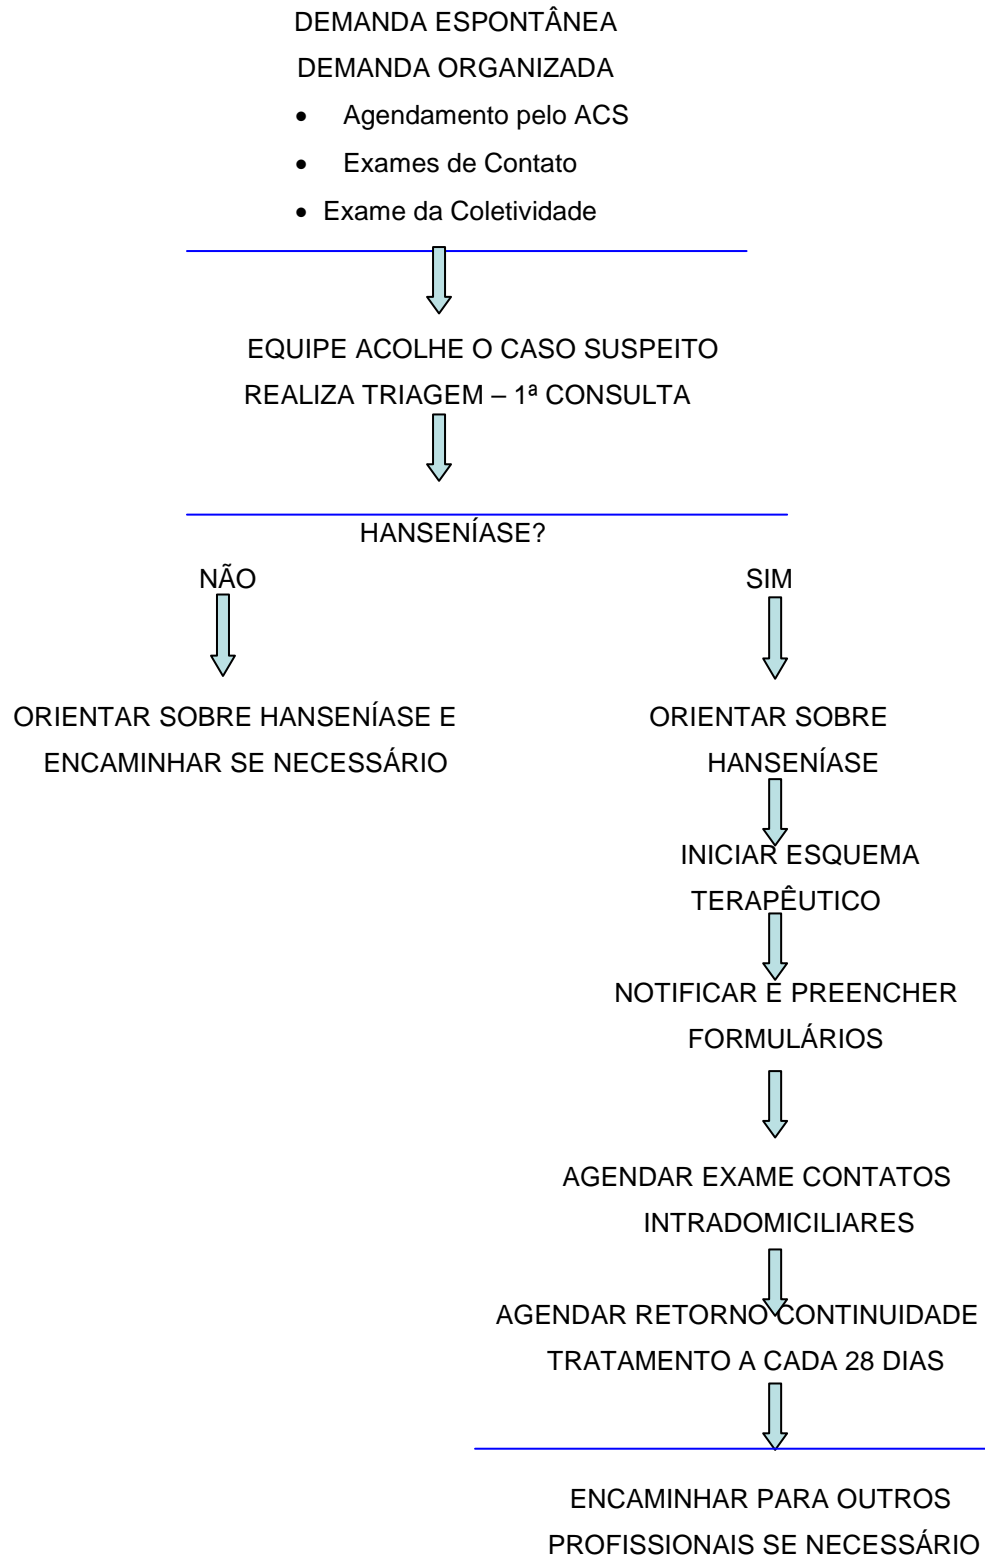 DEMANDA ESPONTÂNEA
DEMANDA ORGANIZADA
• Agendamento pelo ACS
• Exames de Contato
• Exame da Coletividade
EQUIPE ACOLHE O CASO SUSPEITO
REALIZA TRIAGEM – 1ª CONSULTA
HANSENÍASE?
NÃO
ORIENTAR SOBRE HANSENÍASE E
ENCAMINHAR SE NECESSÁRIO
SIM
ORIENTAR SOBRE
HANSENÍASE
INICIAR ESQUEMA
TERAPÊUTICO
NOTIFICAR E PREENCHER
FORMULÁRIOS
AGENDAR EXAME CONTATOS
INTRADOMICILIARES
AGENDAR RETORNO CONTINUIDADE
TRATAMENTO A CADA 28 DIAS
ENCAMINHAR PARA OUTROS
PROFISSIONAIS SE NECESSÁRIO